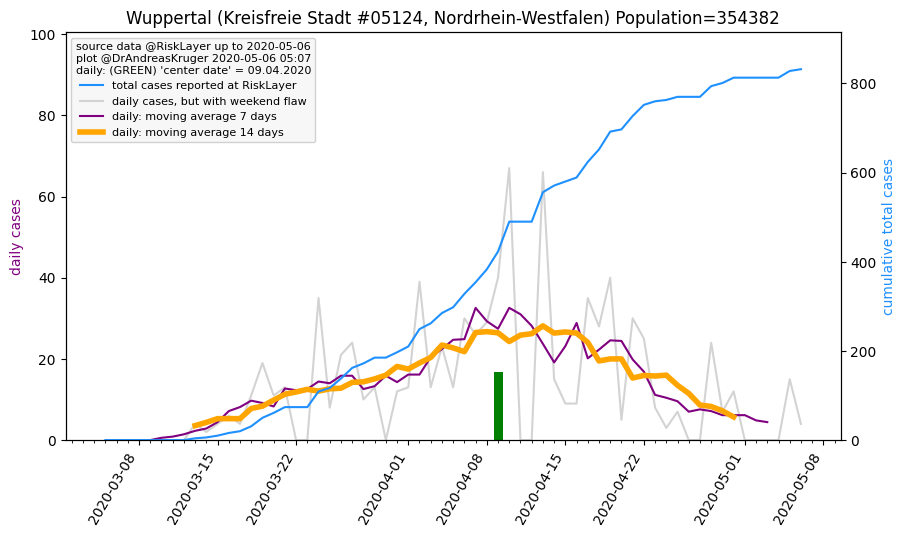 Wuppertal (Kreisfreie Stadt #05124, Nordrhein-Westfalen) Population=354382
source data @RiskLayer up to 2020-05-06
plot @DrAndreasKruger 2020-05-06 05:07
daily: (GREEN) 'center date' = 09.04.2020
total cases reported at RiskLayer
daily cases, but with weekend flaw
daily: moving average 7 days
daily: moving average 14 days
100
80
60
40
20
0
daily cases
800
600
400
200
0
cumulative total cases
2020-03-08
2020-03-15
2020-03-22
2020-04-01
2020-04-08
2020-04-15
2020-04-22
2020-05-01
2020-05-08